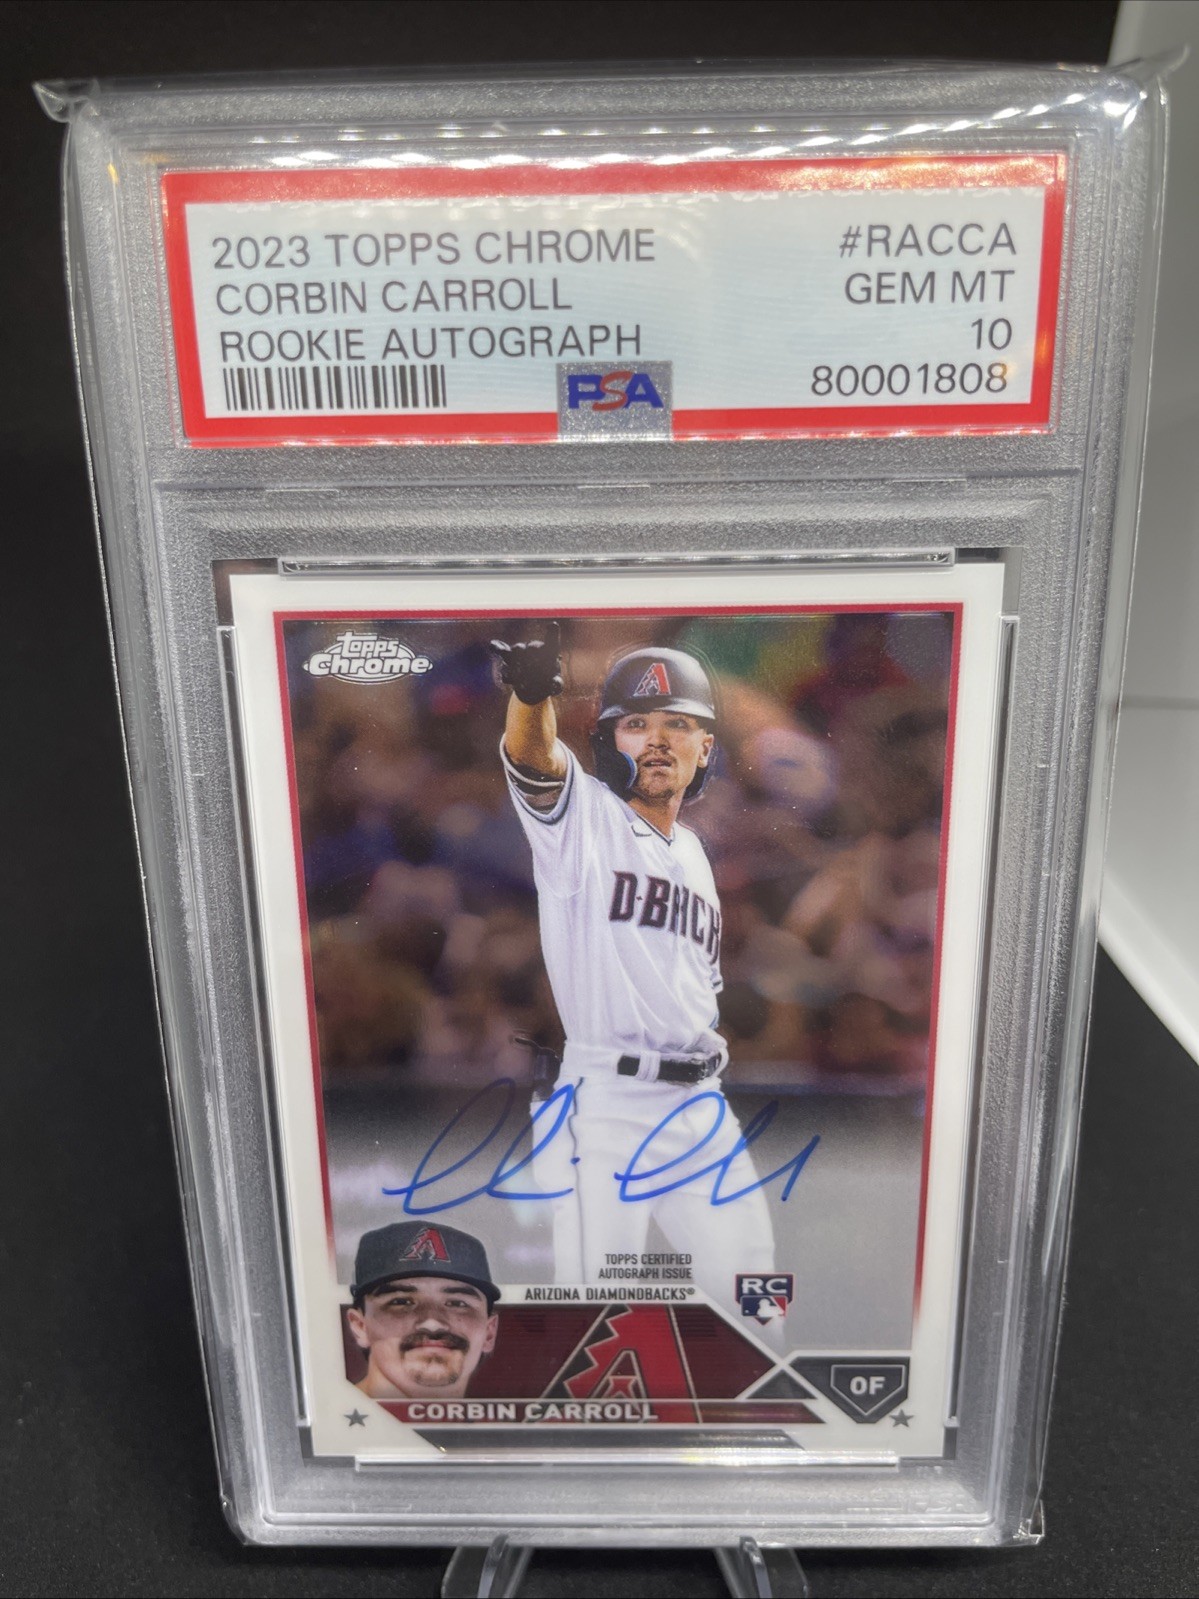 2023 TOPPS CHROME #RACCA
CORBIN CARROLL GEM MT
ROOKIE AUTOGRAPH 10
PSA 80001808
Topps
Chrome
A
D-BACK
TOPPS CERTIFIED
AUTOGRAPH ISSUE
ARIZONA DIAMONDBACKS®
RC
A
A
OF
CORBIN CARROLL